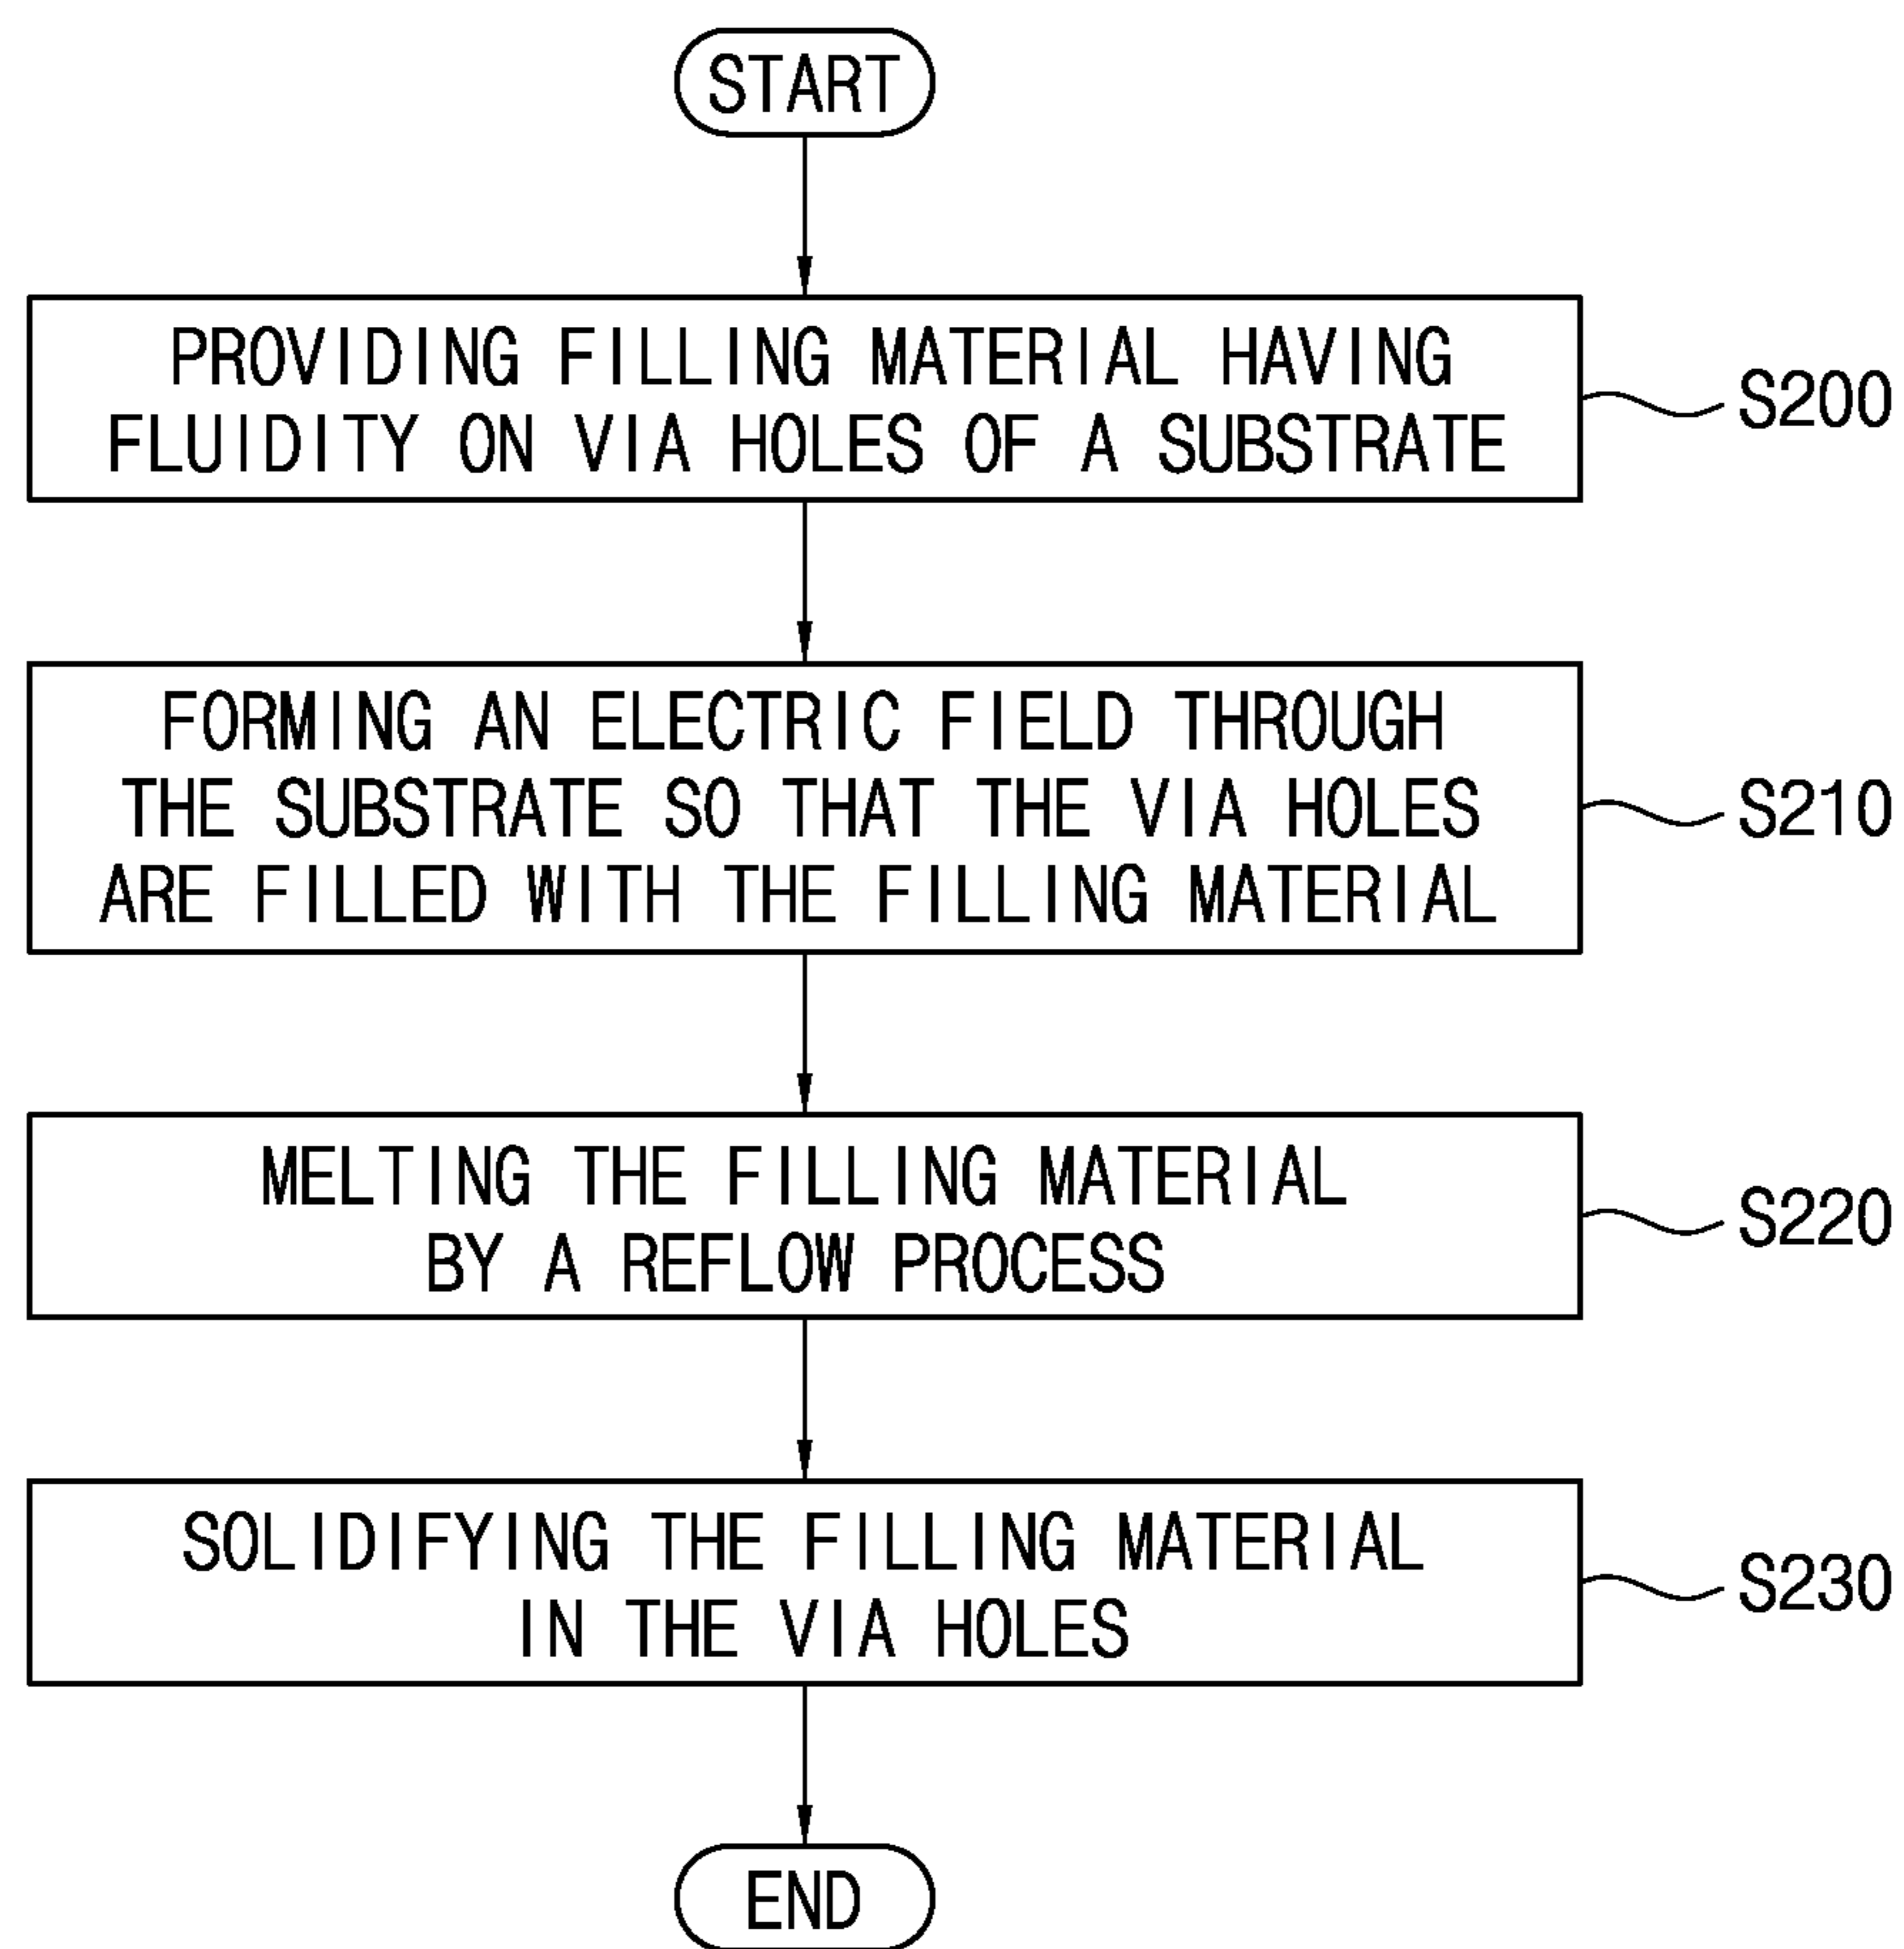 START
PROVIDING FILLING MATERIAL HAVING
FLUIDITY ON VIA HOLES OF A SUBSTRATE
S200
FORMING AN ELECTRIC FIELD THROUGH
THE SUBSTRATE SO THAT THE VIA HOLES
ARE FILLED WITH THE FILLING MATERIAL
S210
MELTING THE FILLING MATERIAL
BY A REFLOW PROCESS
S220
SOLIDIFYING THE FILLING MATERIAL
IN THE VIA HOLES
S230
END